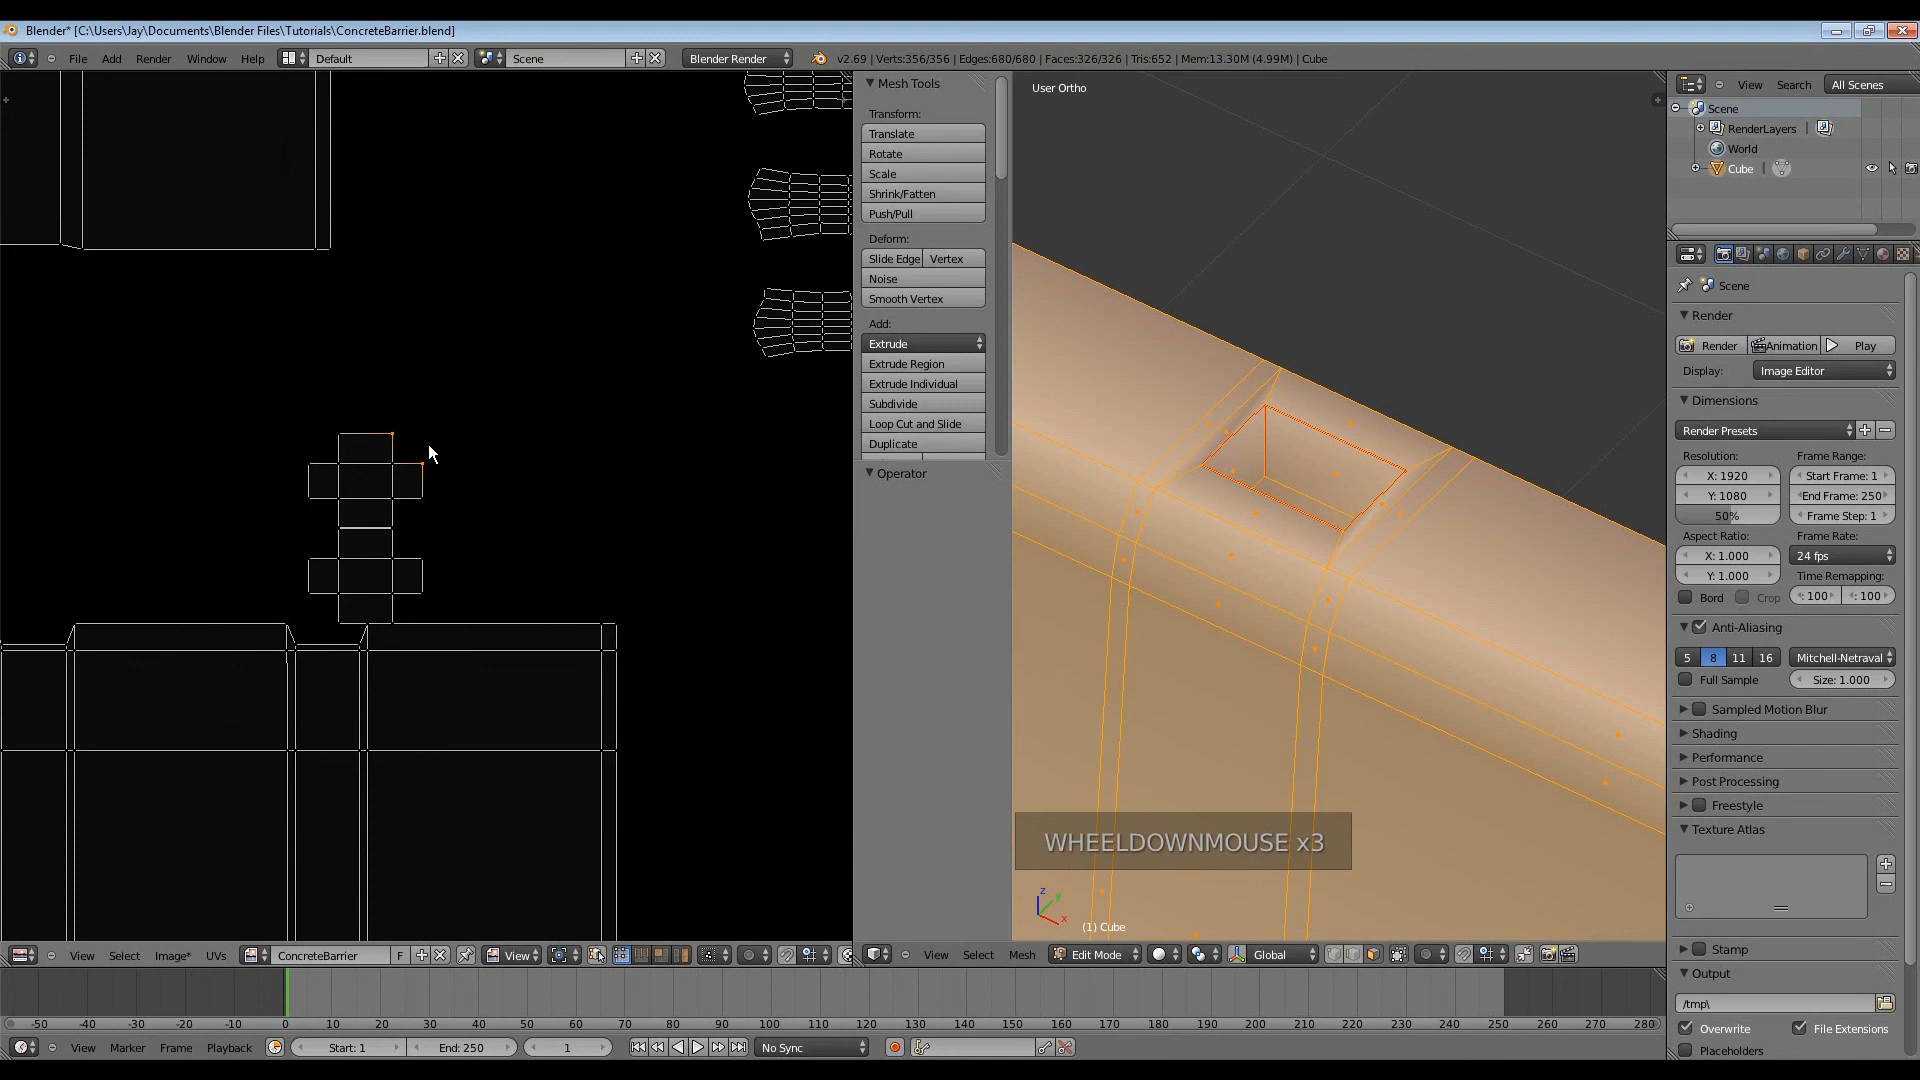 Blender* [C:\Users\Jay\Documents\Blender Files\Tutorials\ConcreteBarrier.blend]
File Add Render Window Help Default Scene Blender Render v2.69 | Verts:356/356 | Edges:680/680 | Faces:326/326 | Tris:652 | Mem:13.30M (4.99M) | Cube
Mesh Tools
Transform:
Translate
Rotate
Scale
Shrink/Fatten
Push/Pull
Deform:
Slide Edge Vertex
Noise
Smooth Vertex
Add:
Extrude
Extrude Region
Extrude Individual
Subdivide
Loop Cut and Slide
Duplicate
Operator
User Ortho
WHEELDOWNMOUSE x3
z
y
x
(1) Cube
View Search All Scenes
Scene
RenderLayers |
World
Cube |
Scene
Render
Render Animation Play
Display: Image Editor
Dimensions
Render Presets
Resolution: Frame Range:
X: 1920 Start Frame: 1
Y: 1080 End Frame: 250
50% Frame Step: 1
Aspect Ratio: Frame Rate:
X: 1.000 24 fps
Y: 1.000 Time Remapping:
Bord Crop : 100 : 100
Anti-Aliasing
5 8 11 16 Mitchell-Netraval
Full Sample Size: 1.000
Sampled Motion Blur
Shading
Performance
Post Processing
Freestyle
Texture Atlas
Stamp
Output
/tmp\
Overwrite File Extensions
Placeholders
View Select Image* UVs ConcreteBarrier F View
View Select Mesh Edit Mode Global
-50 -40 -30 -20 -10 0 10 20 30 40 50 60 70 80 90 100 110 120 130 140 150 160 170 180 190 200 210 220 230 240 250 260 270 280
View Marker Frame Playback Start: 1 End: 250 1 No Sync